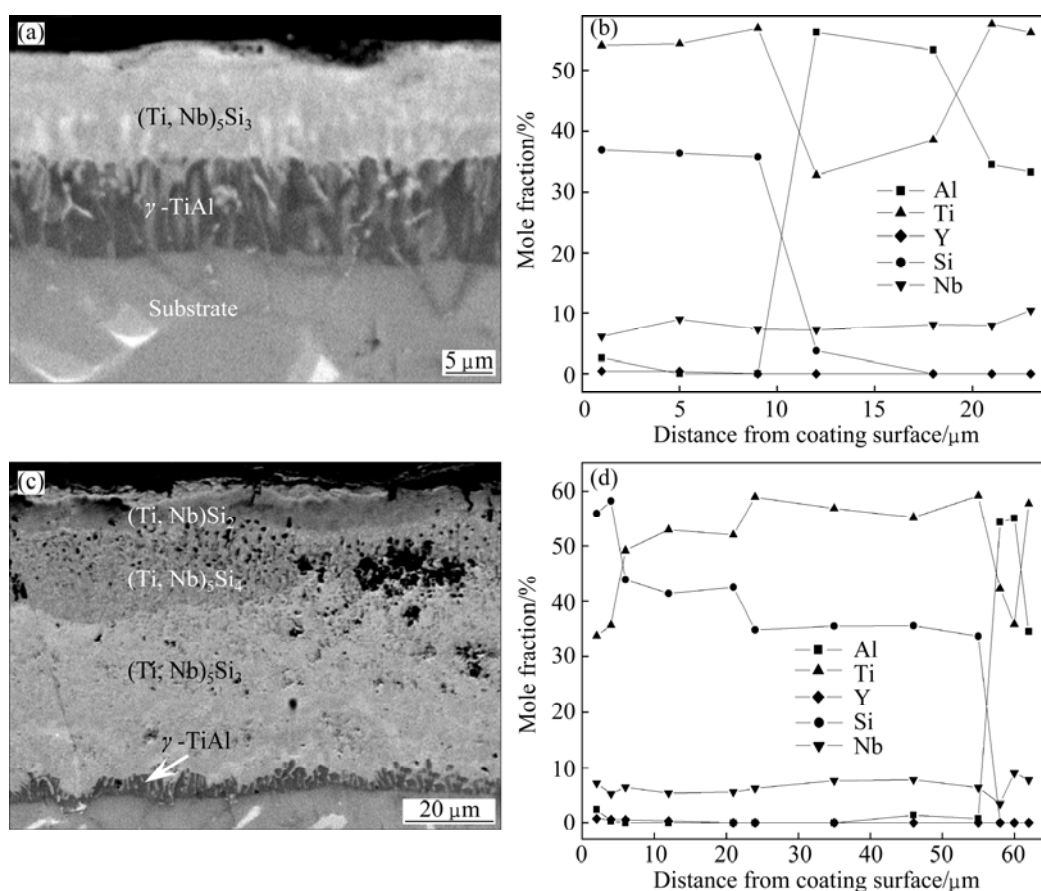 (a)
(Ti, Nb)₅Si₃
γ-TiAl
Substrate
5 μm
(b)
Mole fraction/%
50
40
30
20
10
0
Al
Ti
Y
Si
Nb
0 5 10 15 20
Distance from coating surface/μm
(c)
(Ti, Nb)Si₂
(Ti, Nb)₅Si₄
(Ti, Nb)₅Si₃
γ-TiAl
20 μm
(d)
Mole fraction/%
60
50
40
30
20
10
0
Al
Ti
Y
Si
Nb
0 10 20 30 40 50 60
Distance from coating surface/μm